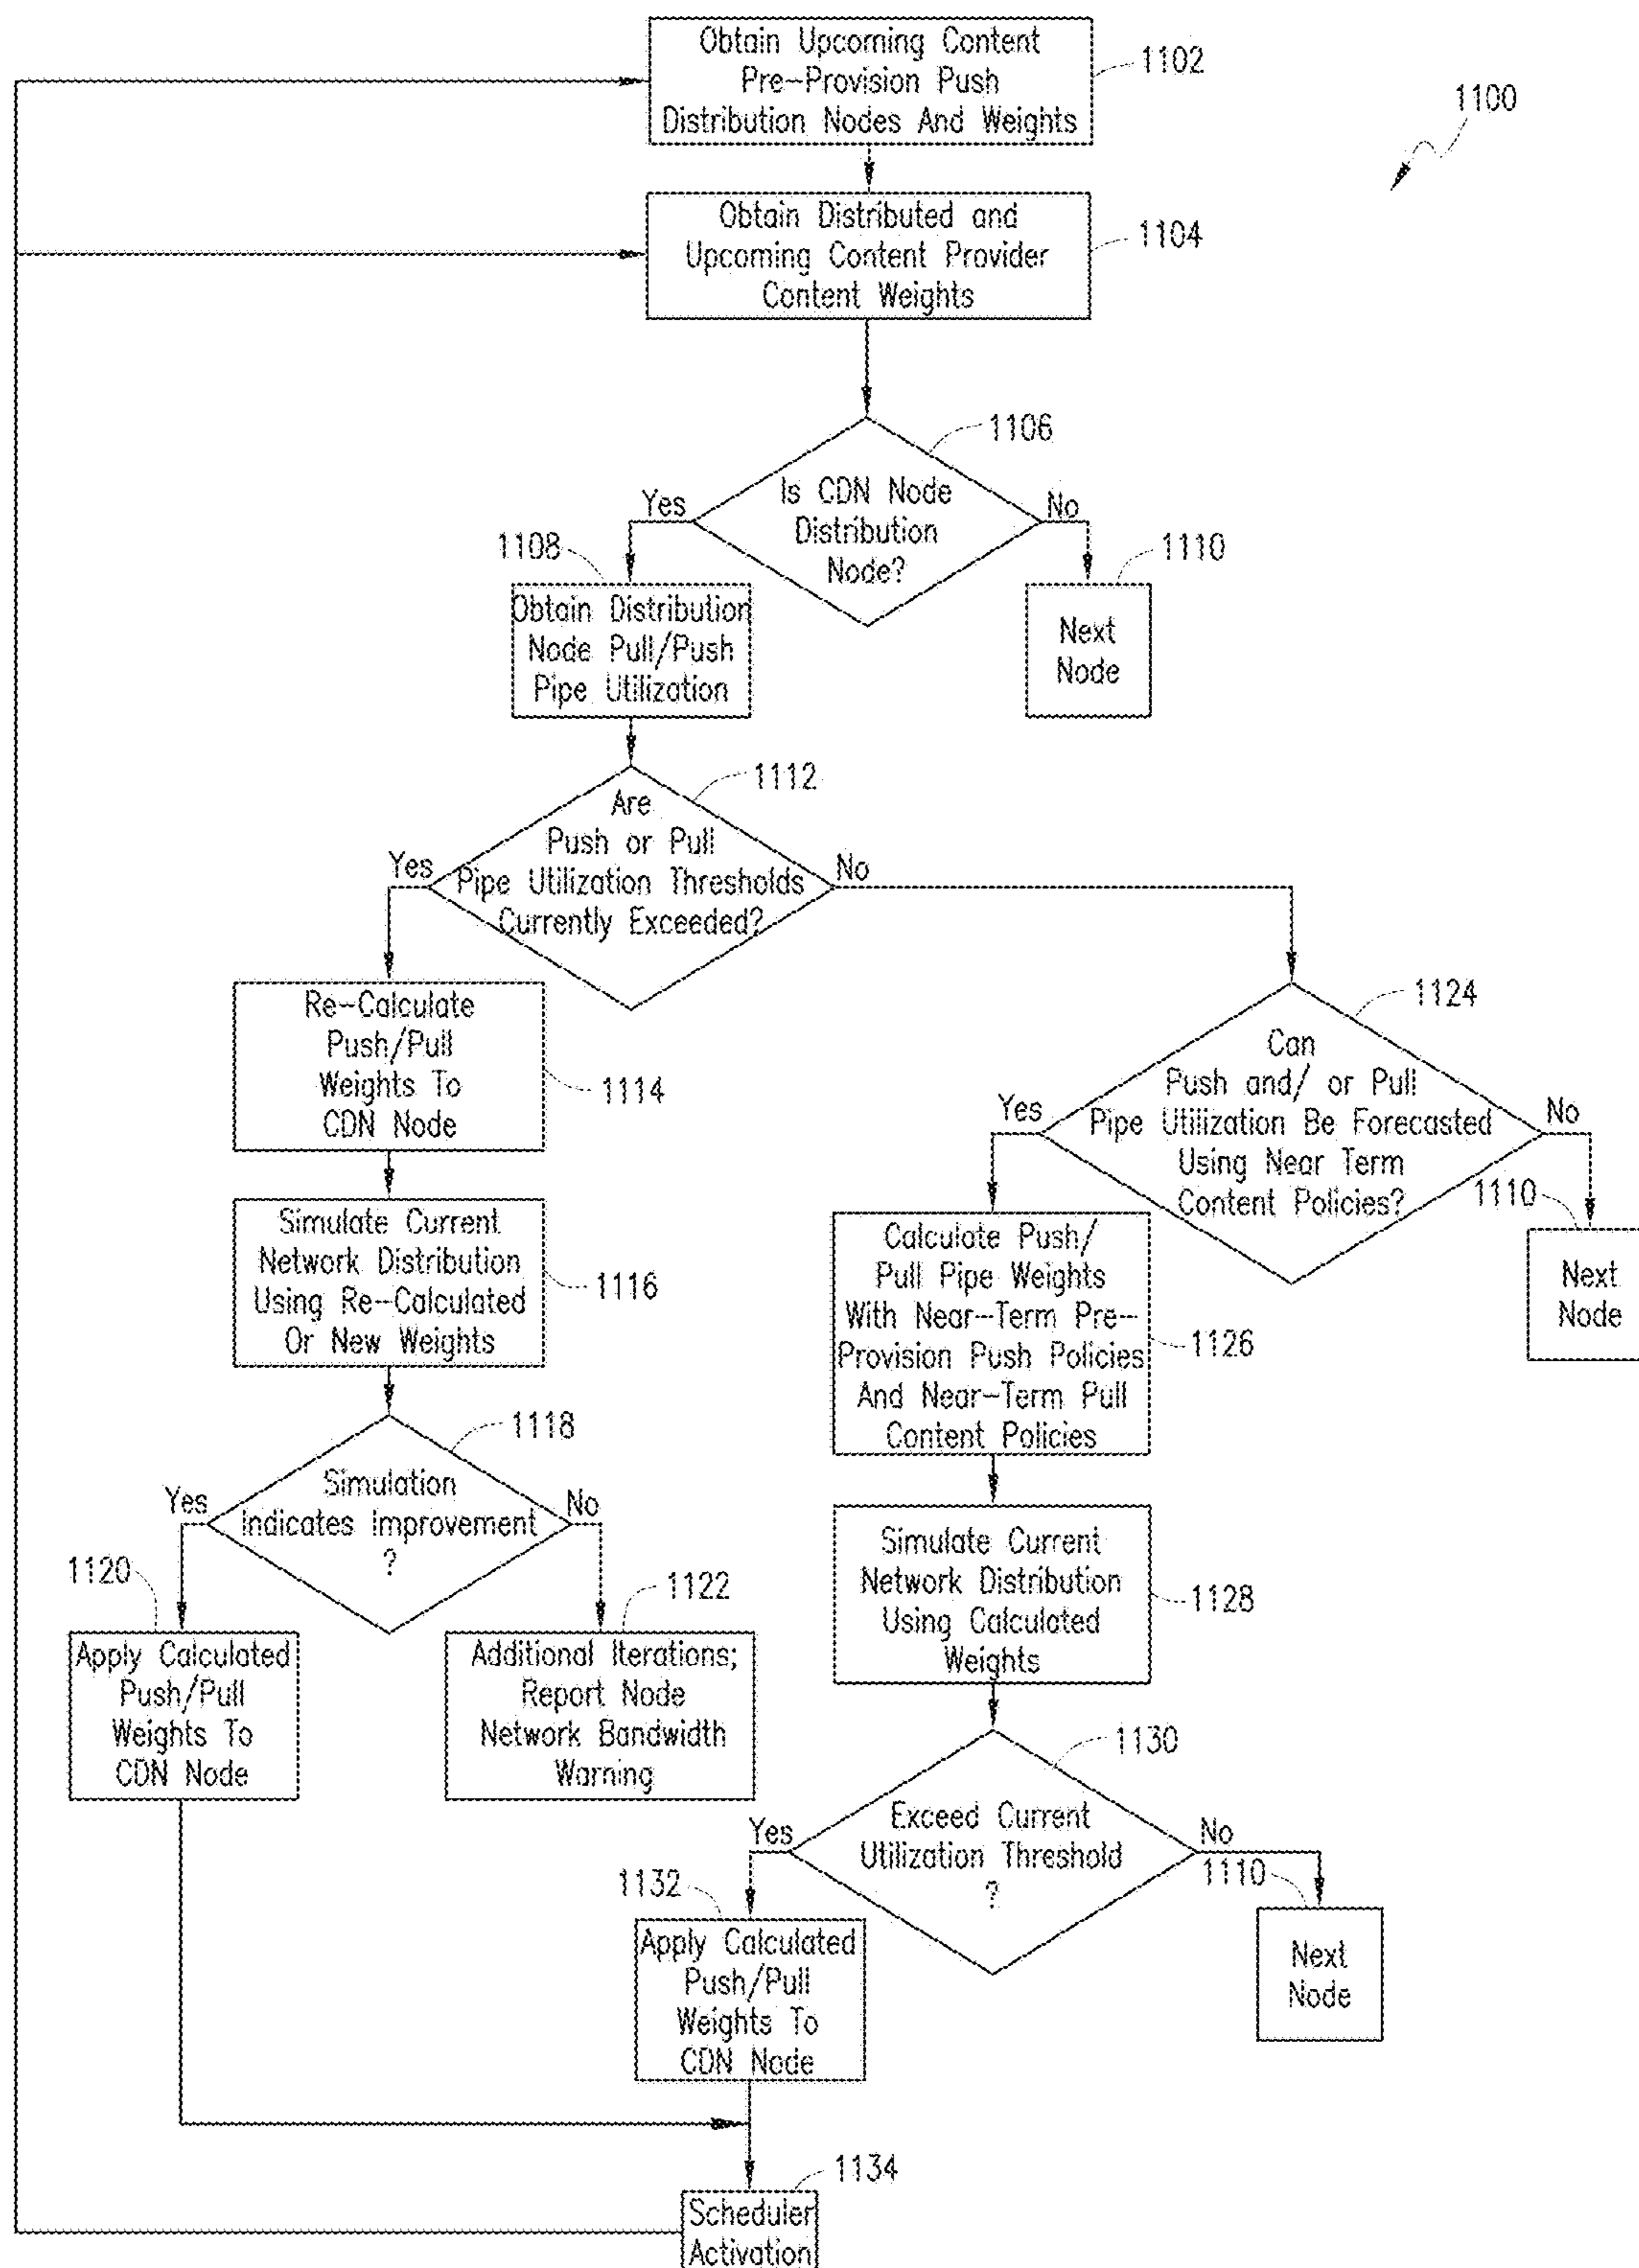 Obtain Upcoming Content
Pre-Provision Push
Distribution Nodes And Weights
1102
1100
Obtain Distributed and
Upcoming Content Provider
Content Weights
1104
1106
Is CDN Node
Distribution
Node?
Yes
No
1108
1110
Obtain Distribution
Node Pull/Push
Pipe Utilization
Next
Node
1112
Are
Push or Pull
Pipe Utilization Thresholds
Currently Exceeded?
Yes
No
Re-Calculate
Push/Pull
Weights To
CDN Node
1114
1124
Can
Push and/ or Pull
Pipe Utilization Be Forecasted
Using Near Term
Content Policies?
Yes
No
1110
Next
Node
Simulate Current
Network Distribution
Using Re-Calculated
Or New Weights
1116
Calculate Push/
Pull Pipe Weights
With Near-Term Pre-
Provision Push Policies
And Near-Term Pull
Content Policies
1126
1118
Simulation
Indicates Improvement
?
Yes
No
1120
Apply Calculated
Push/Pull
Weights To
CDN Node
1122
Additional Iterations;
Report Node
Network Bandwidth
Warning
Simulate Current
Network Distribution
Using Calculated
Weights
1128
1130
Exceed Current
Utilization Threshold
?
Yes
No
1132
Apply Calculated
Push/Pull
Weights To
CDN Node
1110
Next
Node
1134
Scheduler
Activation